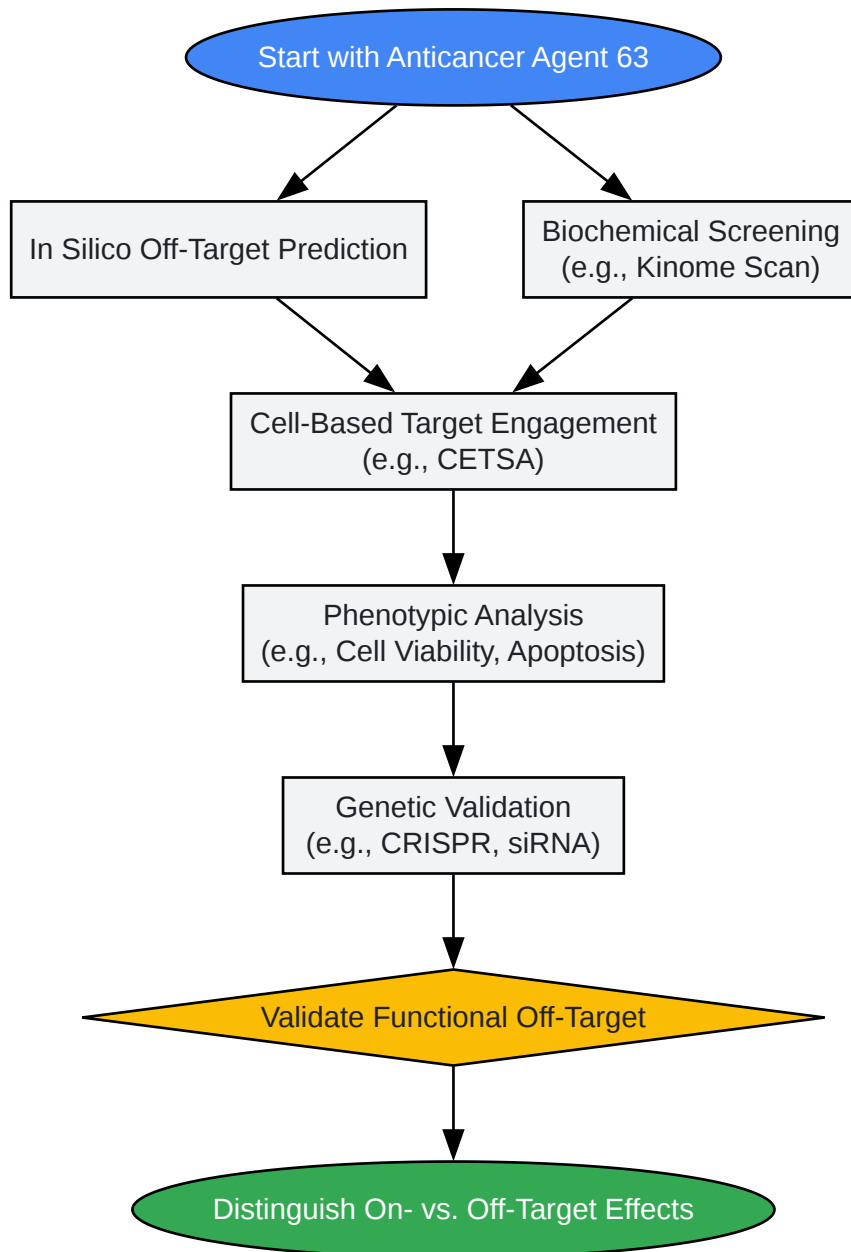 Start with Anticancer Agent 63
In Silico Off-Target Prediction
Biochemical Screening
(e.g., Kinome Scan)
Cell-Based Target Engagement
(e.g., CETSA)
Phenotypic Analysis
(e.g., Cell Viability, Apoptosis)
Genetic Validation
(e.g., CRISPR, siRNA)
Validate Functional Off-Target
Distinguish On- vs. Off-Target Effects